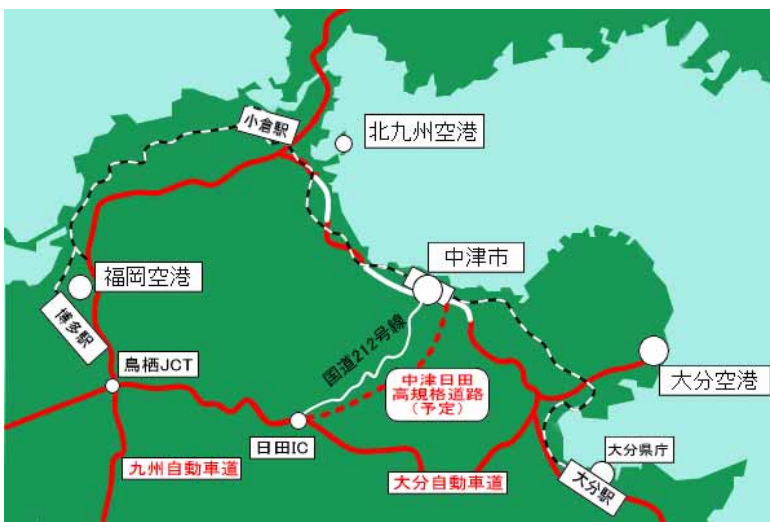 小倉駅
北九州空港
中津市
福岡空港
博多駅
国道212号線
鳥栖JCT
中津日田
高規格道路
(予定)
大分空港
日田IC
九州自動車道
大分自動車道
大分県庁
大分駅